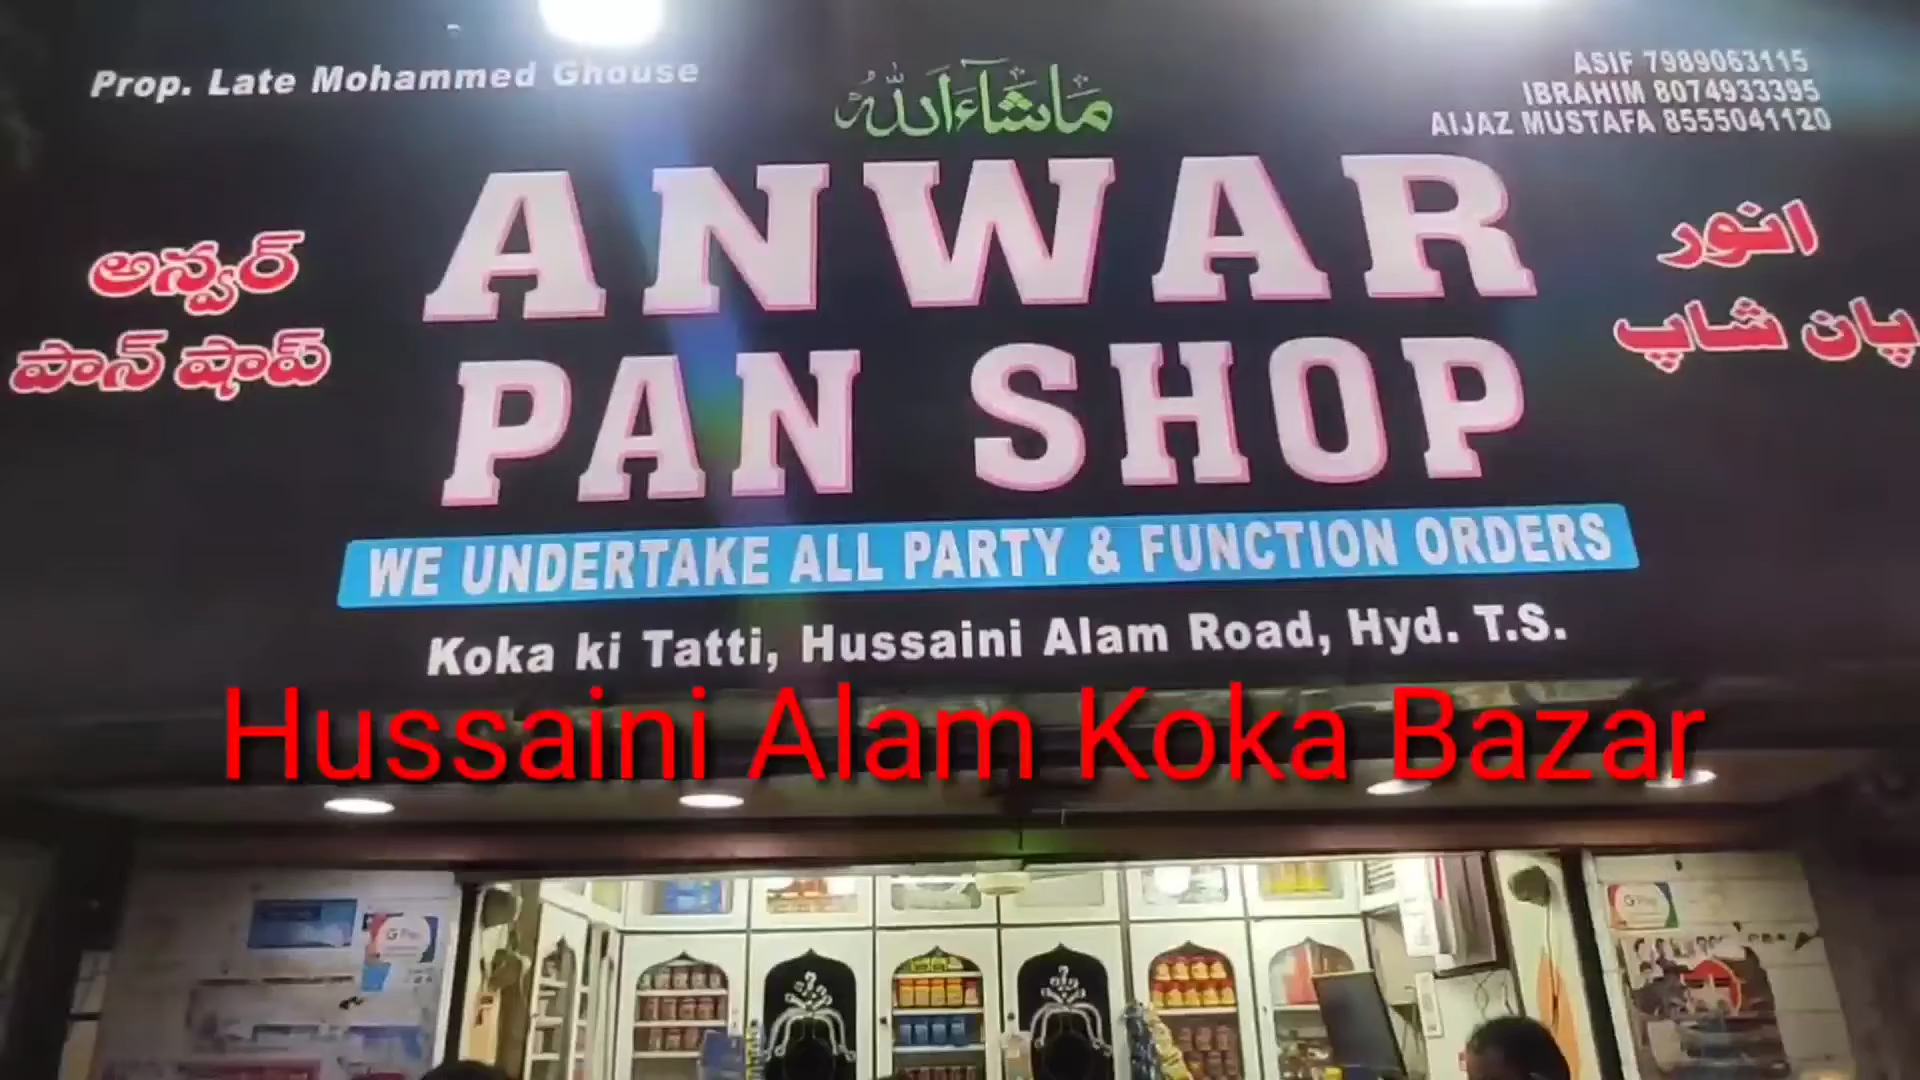 Prop. Late Mohammed Ghouse
ماشاءالله
ASIF 7989063115
IBRAHIM 8074933395
AIJAZ MUSTAFA 8555041120
అన్వర్
పాన్ షాప్
ANWAR
PAN SHOP
انور
پان شاپ
WE UNDERTAKE ALL PARTY & FUNCTION ORDERS
Koka ki Tatti, Hussaini Alam Road, Hyd. T.S.
Hussaini Alam Koka Bazar
G Pay